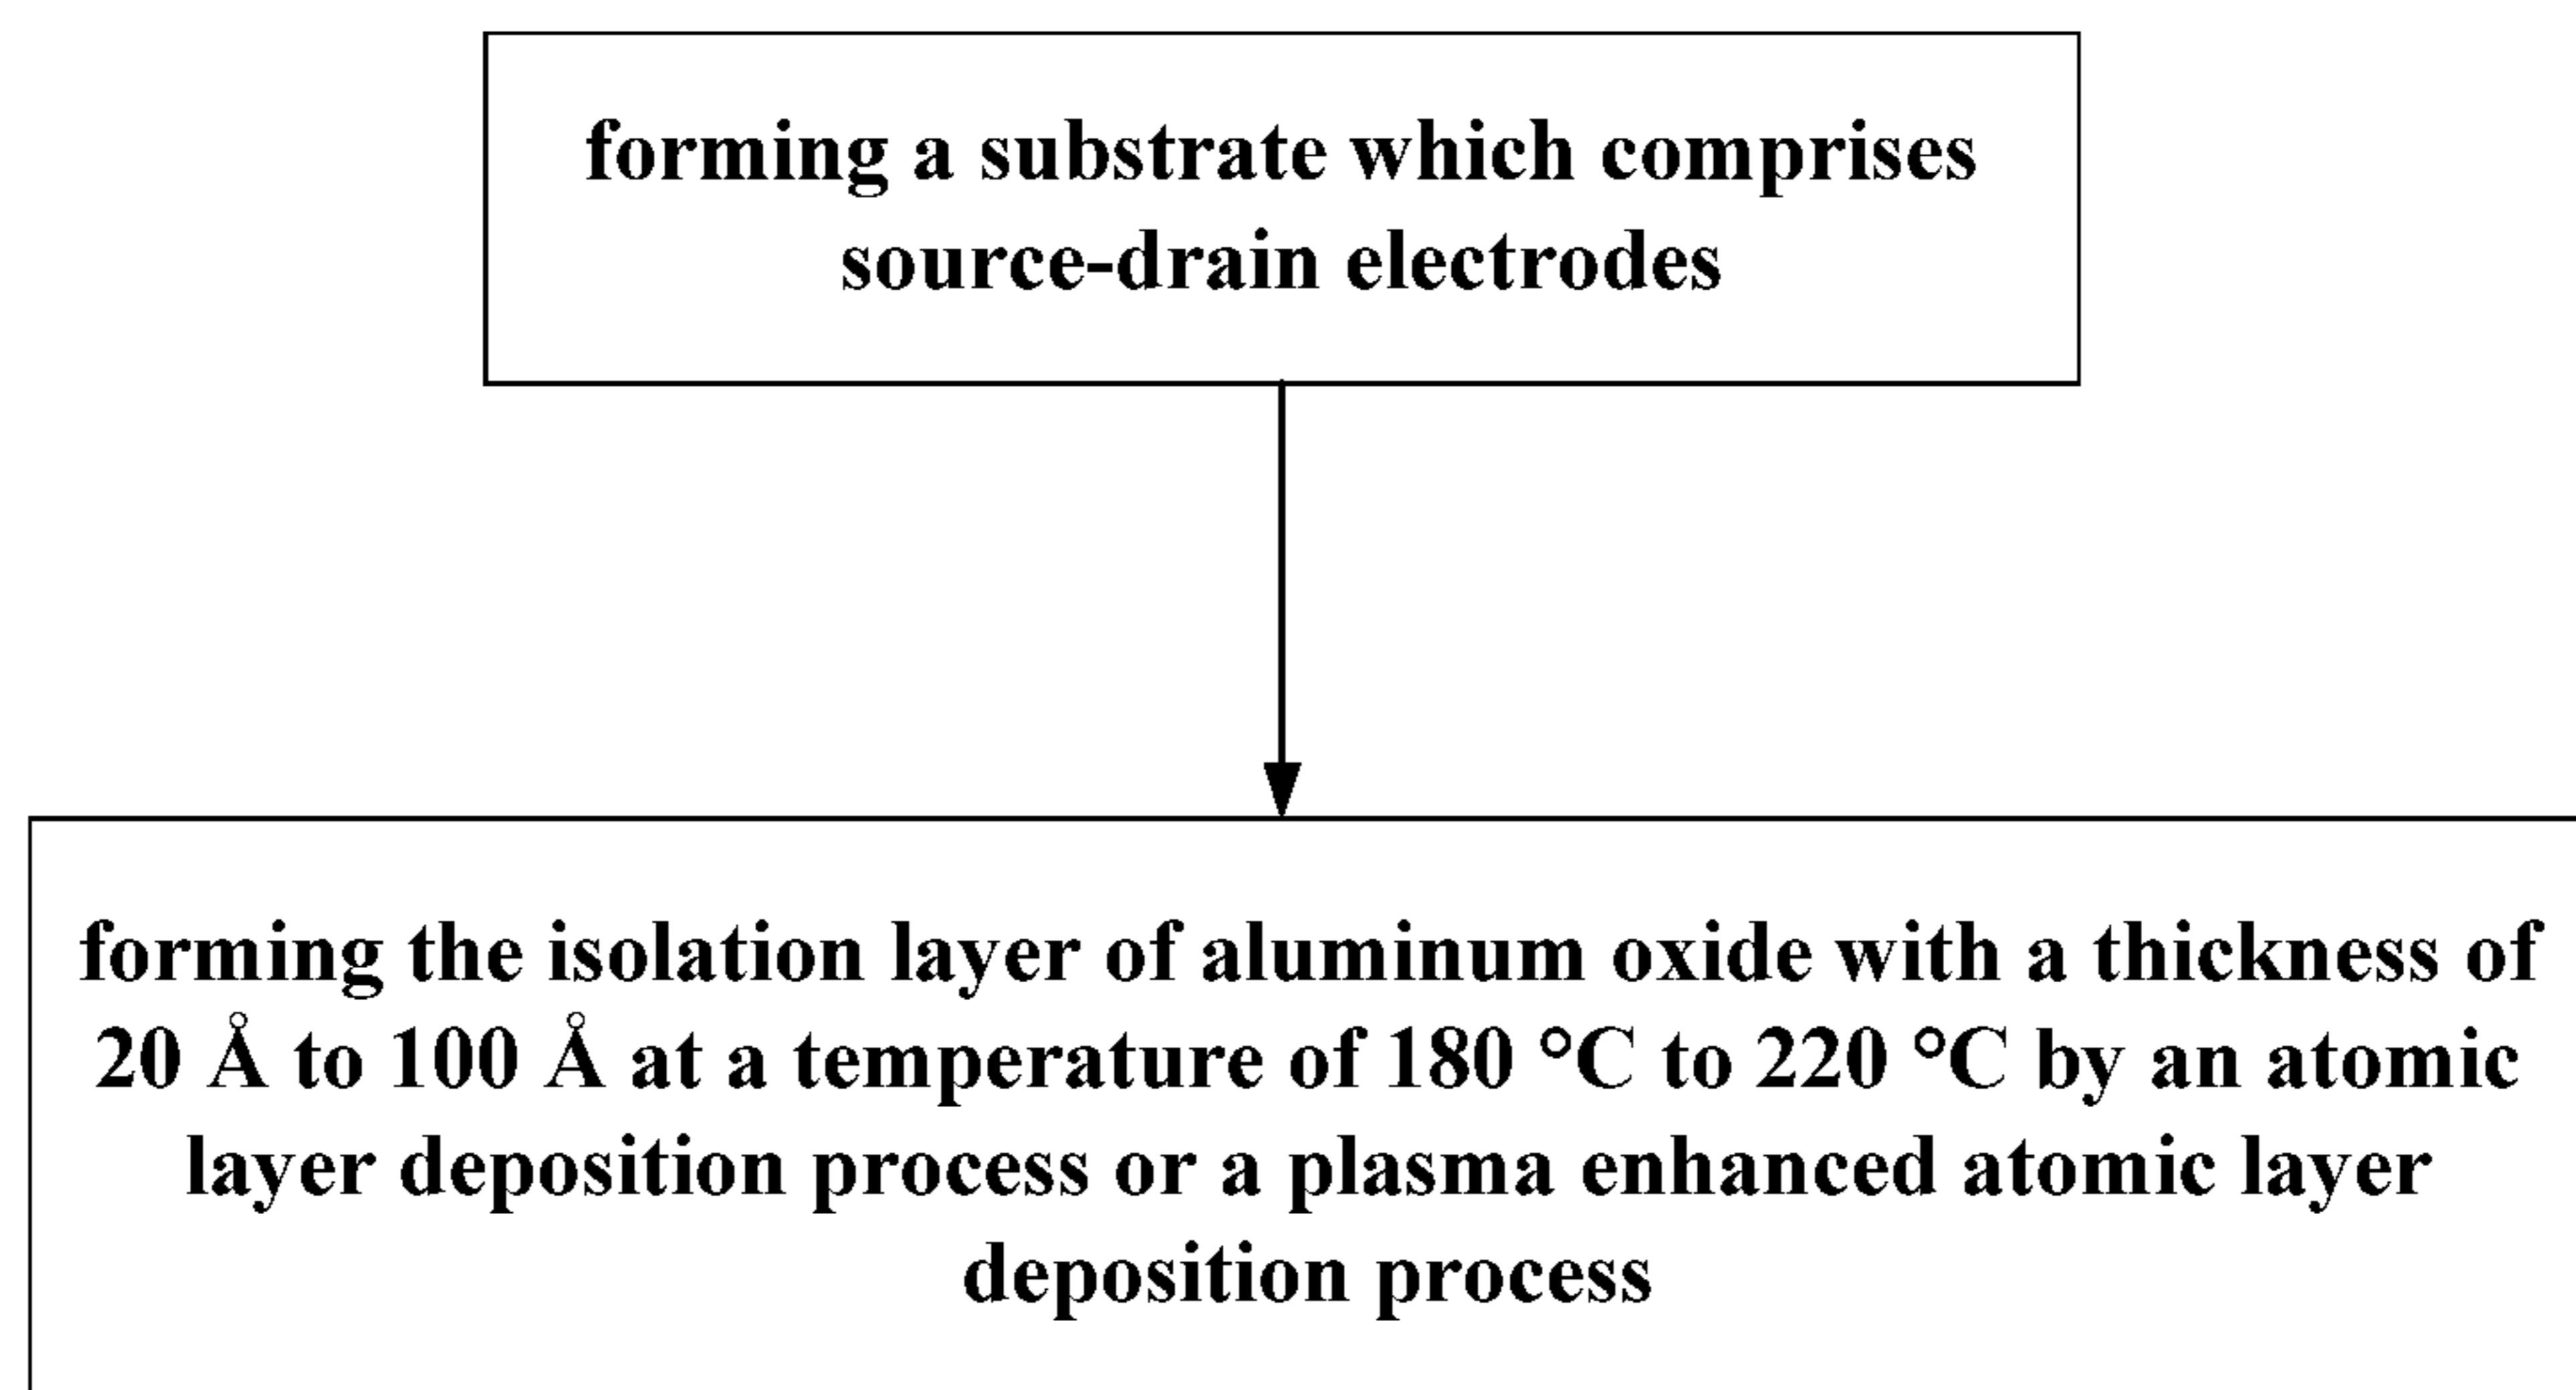 forming a substrate which comprises
source-drain electrodes
forming the isolation layer of aluminum oxide with a thickness of
20 Å to 100 Å at a temperature of 180 °C to 220 °C by an atomic
layer deposition process or a plasma enhanced atomic layer
deposition process